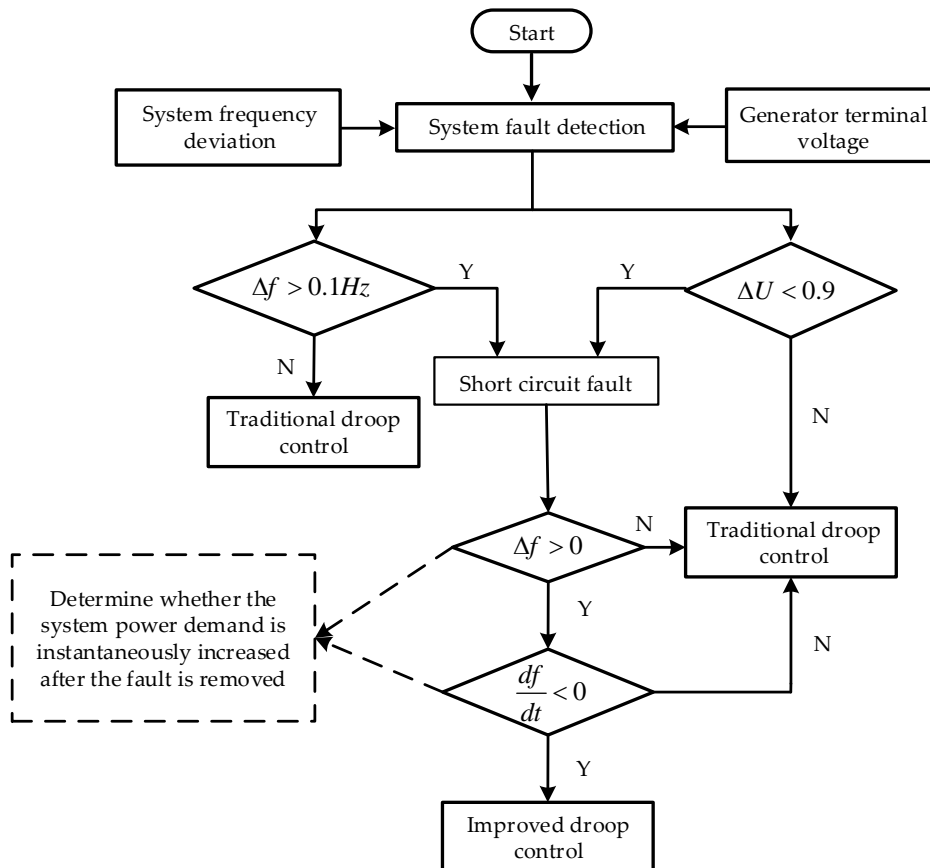 Start
System frequency
deviation
System fault detection
Generator terminal
voltage
Δf > 0.1Hz
Y
Y
ΔU < 0.9
N
Short circuit fault
Traditional droop
control
N
Δf > 0
N
Traditional droop
control
Determine whether the
system power demand is
instantaneously increased
after the fault is removed
Y
N
df
dt
< 0
Y
Improved droop
control